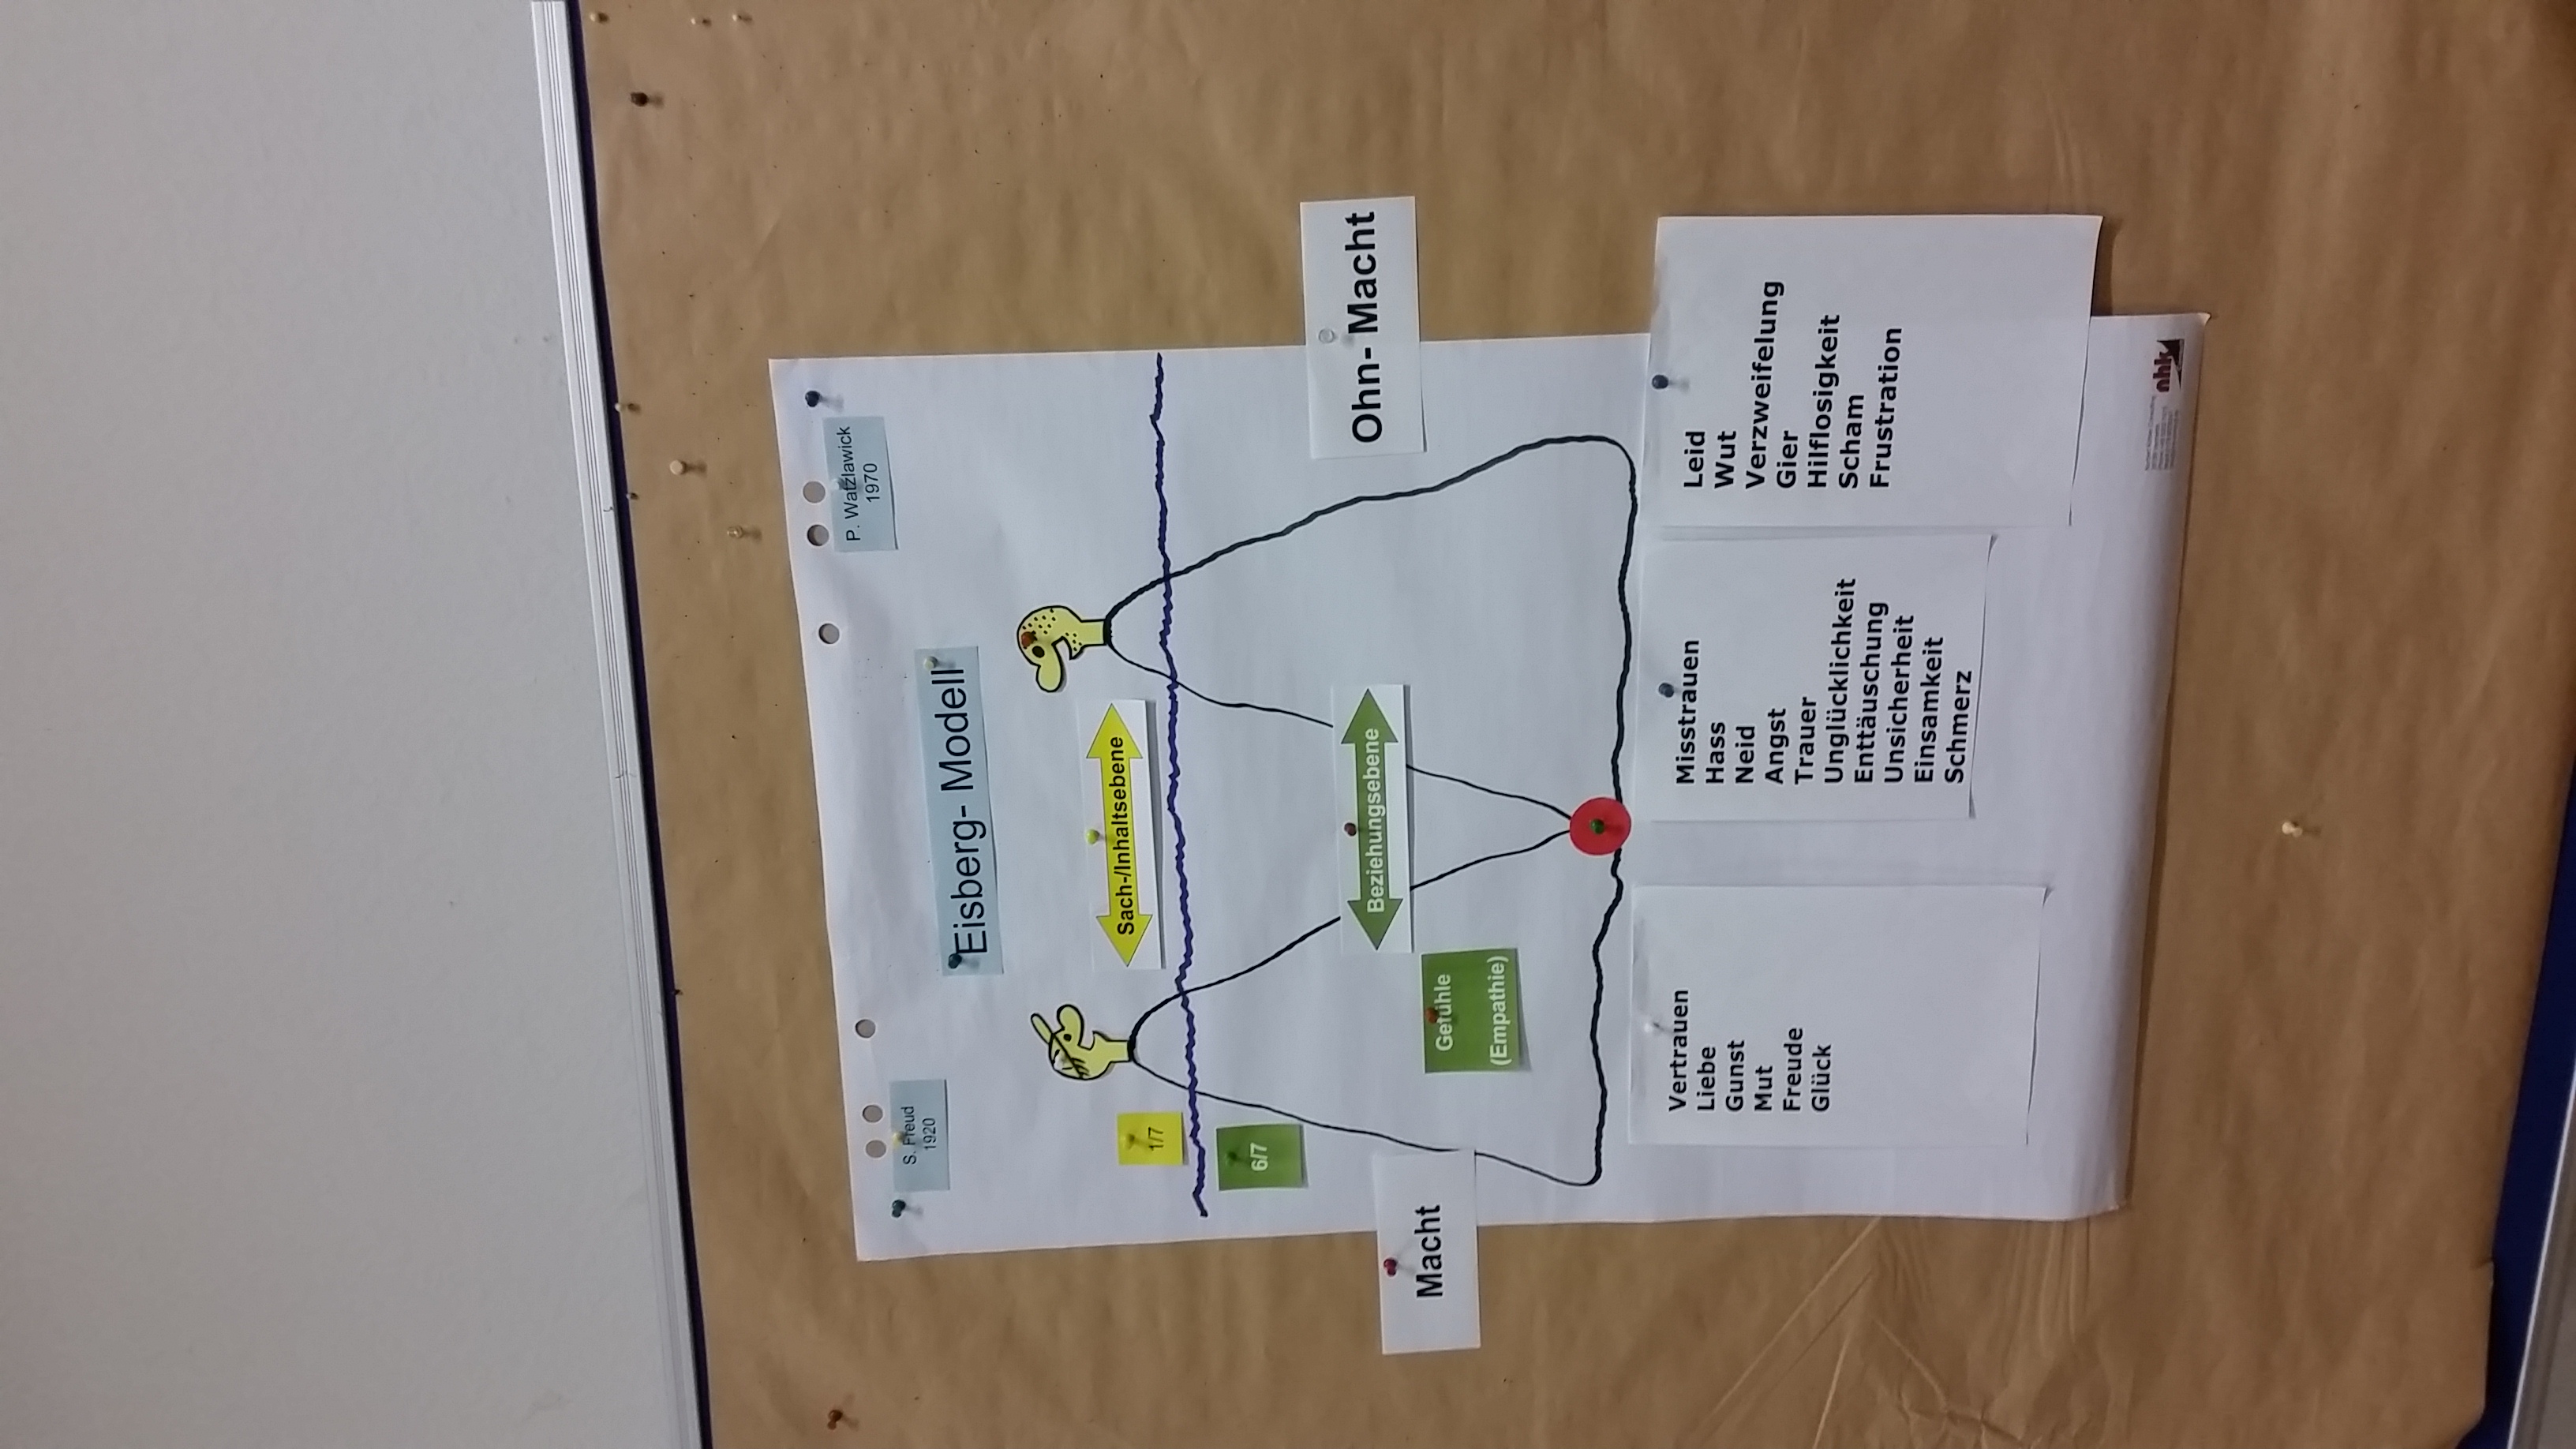 P. Watzlawick
1970
S. Freud
1920
Eisberg- Modell
Sach-/Inhaltsebene
1/7
6/7
Beziehungsebene
Ohn- Macht
Macht
Gefühle
(Empathie)
Vertrauen
Liebe
Gunst
Mut
Freude
Glück
Misstrauen
Hass
Neid
Angst
Trauer
Unglücklichkeit
Enttäuschung
Unsicherheit
Einsamkeit
Schmerz
Leid
Wut
Verzweifelung
Gier
Hilflosigkeit
Scham
Frustration
nhk